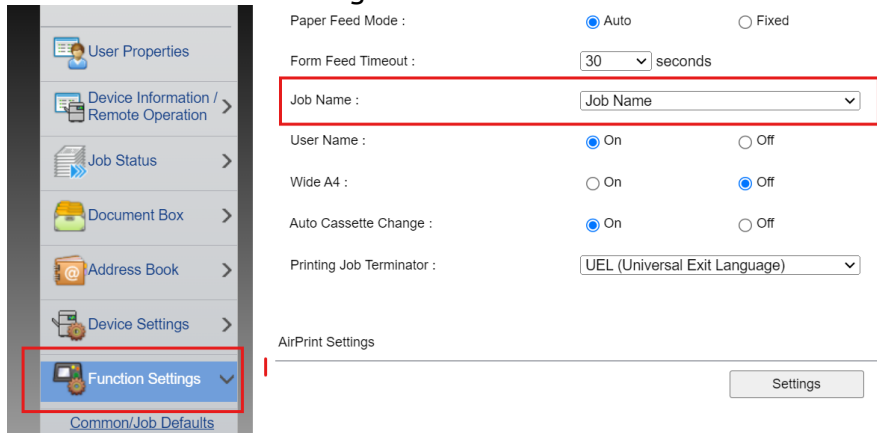 User Properties
Device Information /
Remote Operation
Job Status
Document Box
Address Book
Device Settings
Function Settings
Common/Job Defaults
Paper Feed Mode : Auto Fixed
Form Feed Timeout : 30 seconds
Job Name : Job Name
User Name : On Off
Wide A4 : On Off
Auto Cassette Change : On Off
Printing Job Terminator : UEL (Universal Exit Language)
AirPrint Settings
Settings